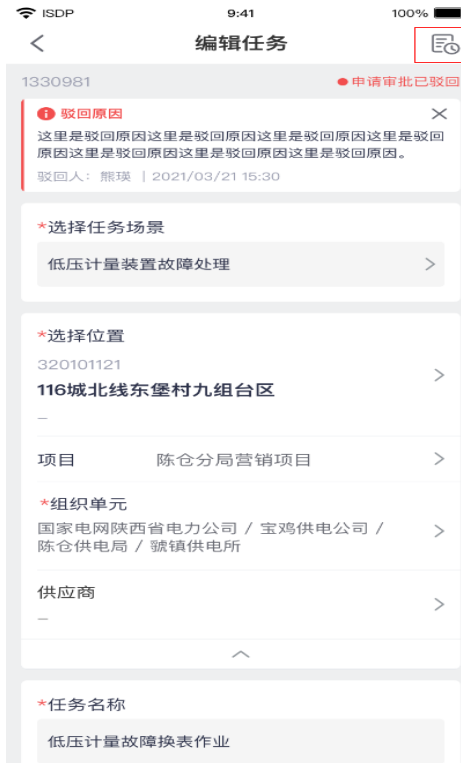 ISDP 9:41 100%
编辑任务
1330981 申请审批已驳回
驳回原因
这里是驳回原因这里是驳回原因这里是驳回原因这里是驳回
原因这里是驳回原因这里是驳回原因这里是驳回原因。
驳回人：熊瑛 | 2021/03/21 15:30
*选择任务场景
低压计量装置故障处理
*选择位置
320101121
116城北线东堡村九组台区
–
项目 陈仓分局营销项目
*组织单元
国家电网陕西省电力公司 / 宝鸡供电公司 /
陈仓供电局 / 虢镇供电所
供应商
–
*任务名称
低压计量故障换表作业